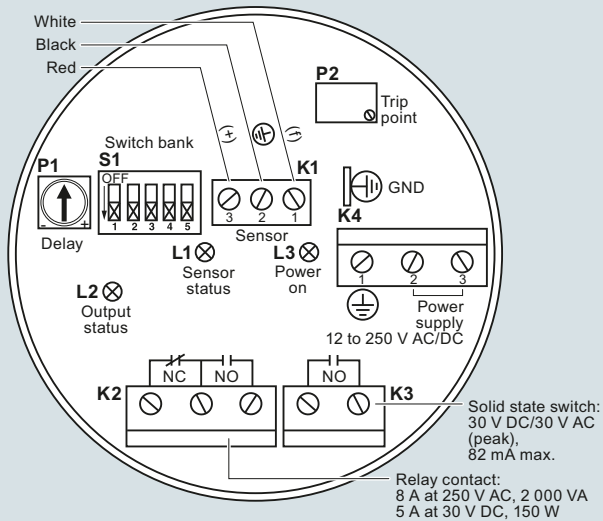 White
Black
Red
P2
Trip
point
(+)
(f)
Switch bank
P1
S1
OFF
K1
GND
K4
- +
1 2 3 4 5
3 2 1
Delay
Sensor
L1
Sensor
status
L3
Power
on
1 2 3
L2
Output
status
Power
supply
12 to 250 V AC/DC
K2
NC
NO
NO
K3
Solid state switch:
30 V DC/30 V AC
(peak),
82 mA max.
Relay contact:
8 A at 250 V AC, 2 000 VA
5 A at 30 V DC, 150 W